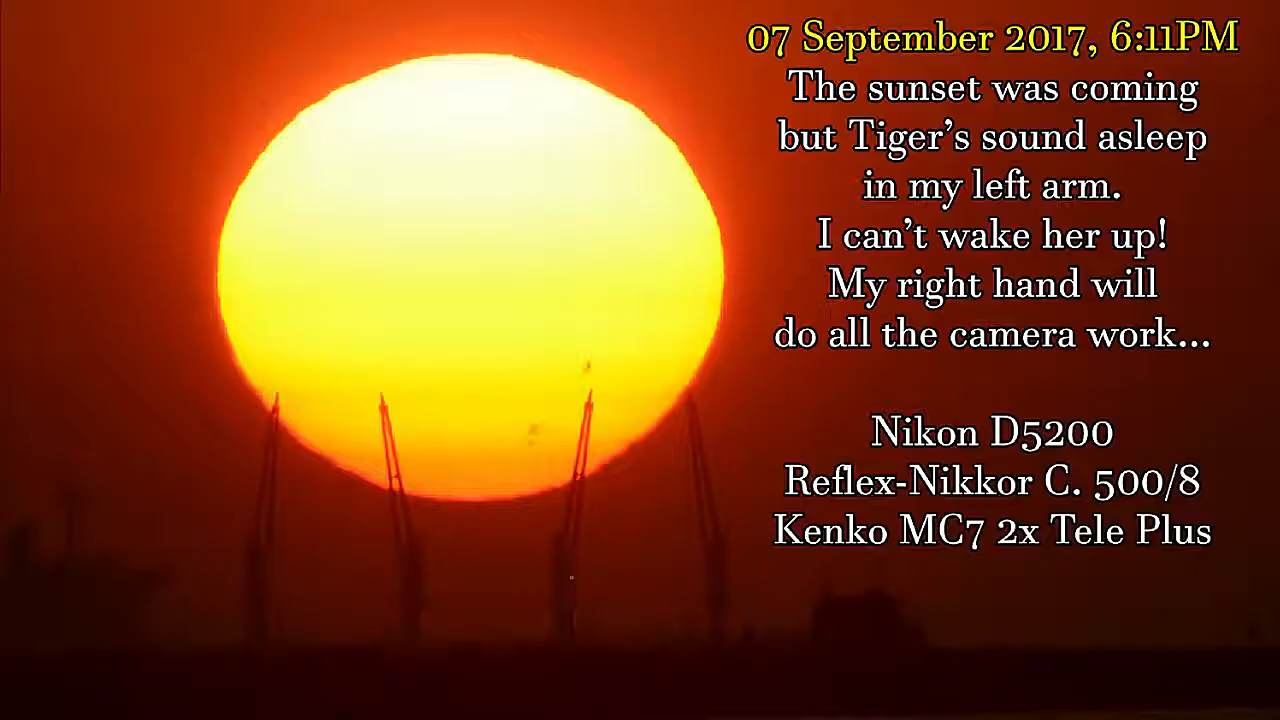 07 September 2017, 6:11PM
The sunset was coming
but Tiger’s sound asleep
in my left arm.
I can’t wake her up!
My right hand will
do all the camera work...
Nikon D5200
Reflex-Nikkor C. 500/8
Kenko MC7 2x Tele Plus